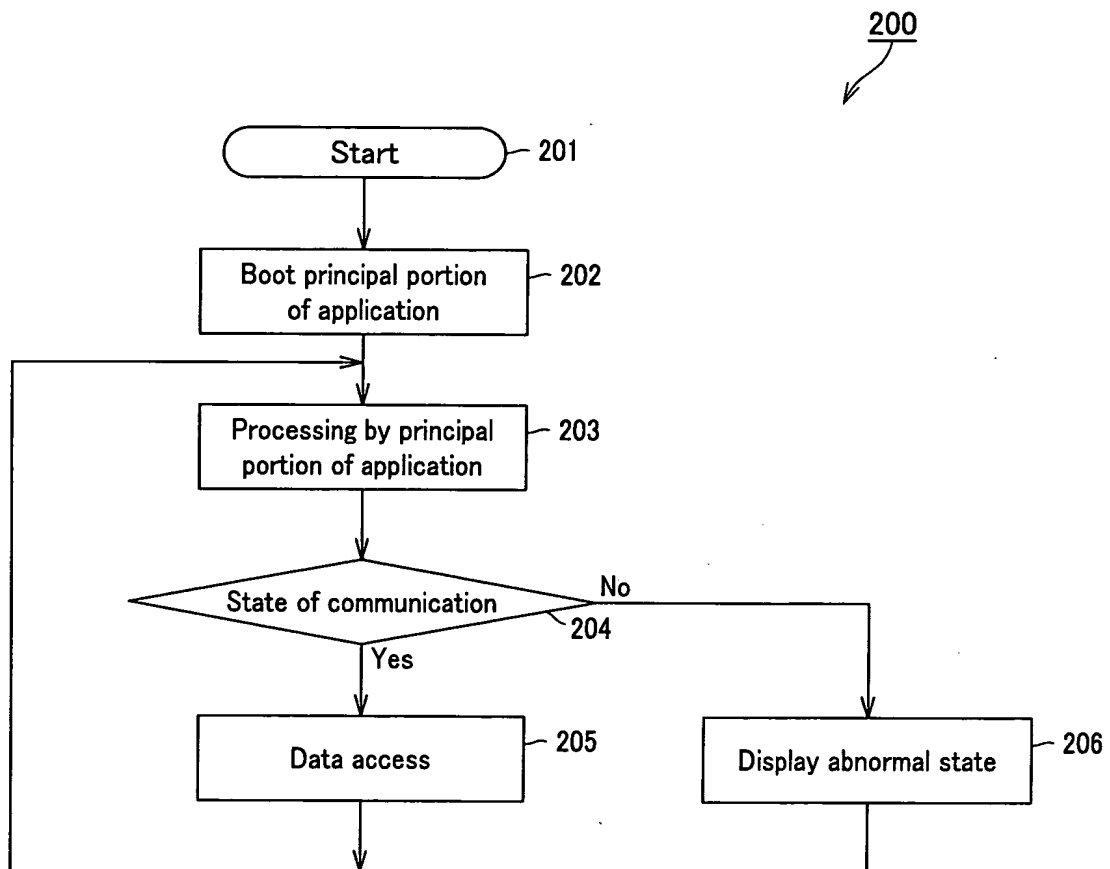 200
Start
201
Boot principal portion
of application
202
Processing by principal
portion of application
203
State of communication
204
No
Yes
Data access
205
Display abnormal state
206